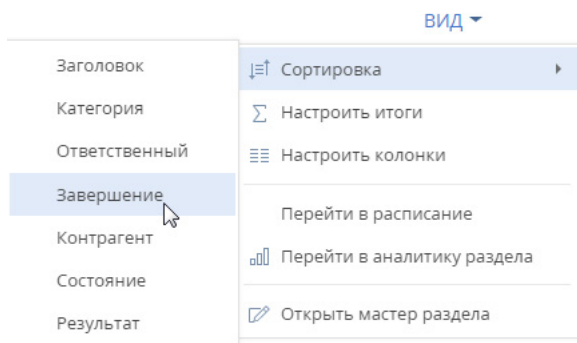 ВИД
Сортировка
Настроить итоги
Настроить колонки
Перейти в расписание
Перейти в аналитику раздела
Открыть мастер раздела
Заголовок
Категория
Ответственный
Завершение
Контрагент
Состояние
Результат